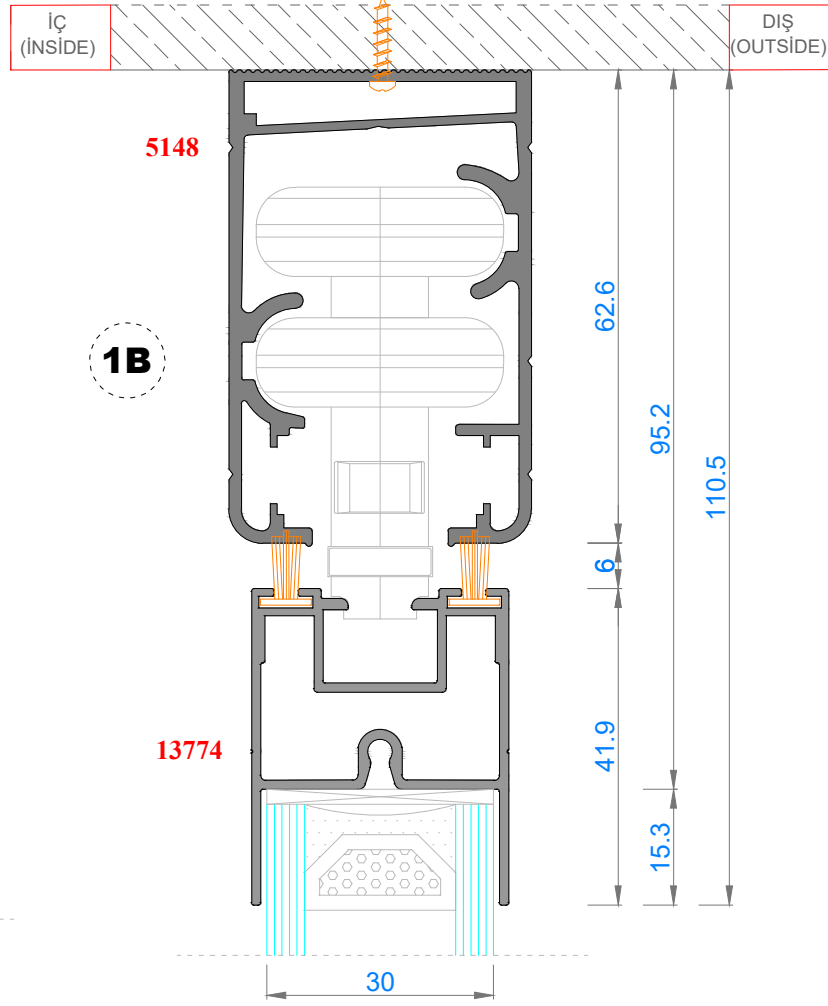 İÇ
(İNSİDE)
DIŞ
(OUTSİDE)
5148
1B
62.6
95.2
110.5
6
13774
41.9
15.3
30